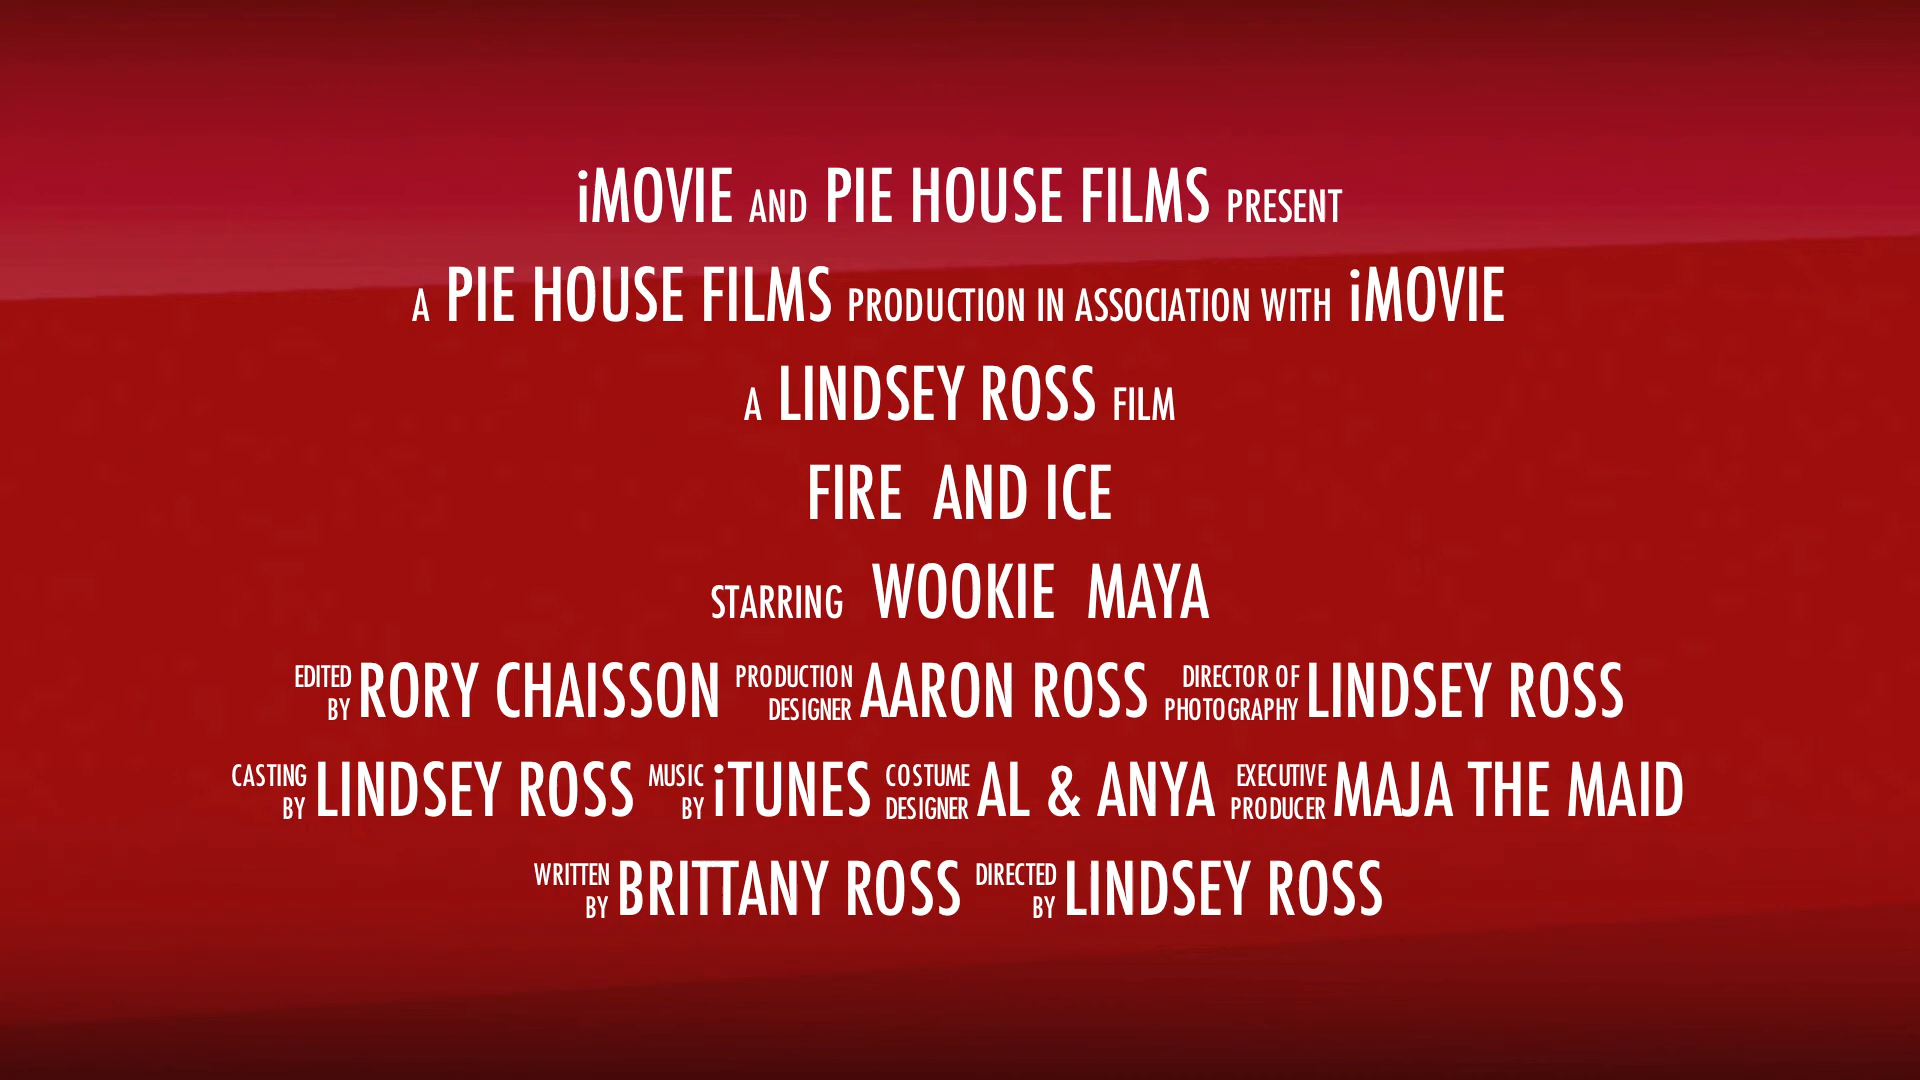 iMOVIE AND PIE HOUSE FILMS PRESENT
A PIE HOUSE FILMS PRODUCTION IN ASSOCIATION WITH iMOVIE
A LINDSEY ROSS FILM
FIRE AND ICE
STARRING WOOKIE MAYA
EDITED BY RORY CHAISSON PRODUCTION DESIGNER AARON ROSS DIRECTOR OF PHOTOGRAPHY LINDSEY ROSS
CASTING BY LINDSEY ROSS MUSIC BY iTUNES COSTUME DESIGNER AL & ANYA EXECUTIVE PRODUCER MAJA THE MAID
WRITTEN BY BRITTANY ROSS DIRECTED BY LINDSEY ROSS